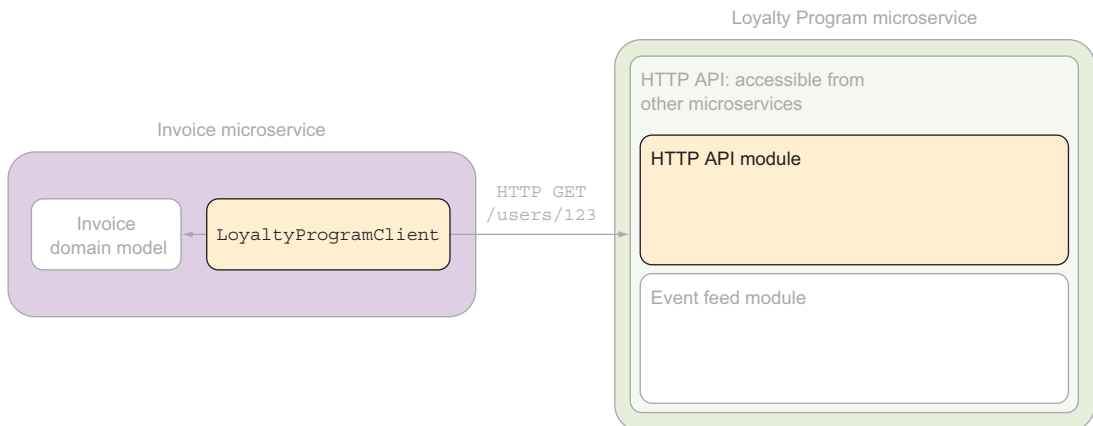 Loyalty Program microservice
HTTP API: accessible from
other microservices
Invoice microservice
HTTP API module
HTTP GET
/users/123
Invoice
domain model
LoyaltyProgramClient
Event feed module